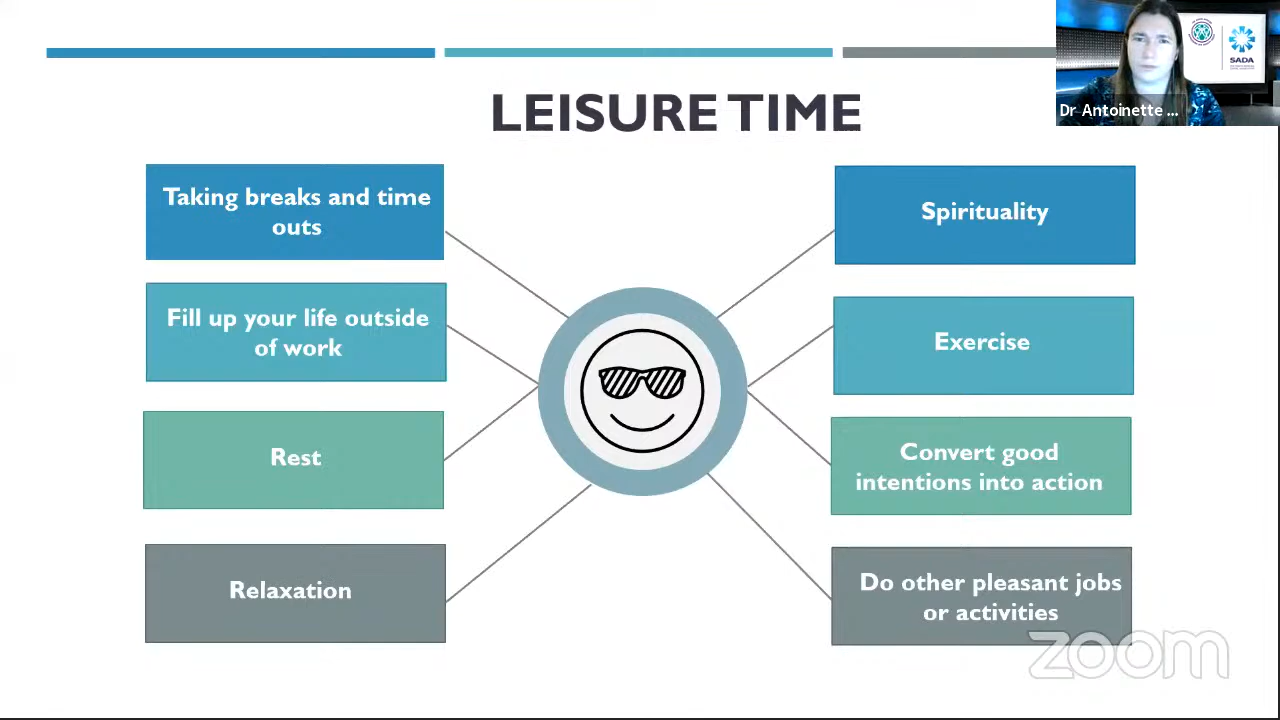 LEISURE TIME
Dr Antoinette ...
SADA
Taking breaks and time
outs
Fill up your life outside
of work
Rest
Relaxation
Spirituality
Exercise
Convert good
intentions into action
Do other pleasant jobs
or activities
zoom